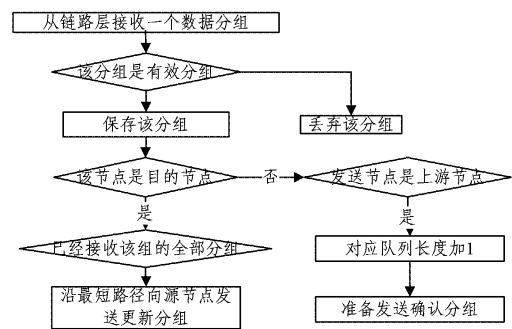 从链路层接收一个数据分组
该分组是有效分组
保存该分组
丢弃该分组
该节点是目的节点
否
发送节点是上游节点
是
是
已经接收该组的全部分组
对应队列长度加1
沿最短路径向源节点发
送更新分组
准备发送确认分组